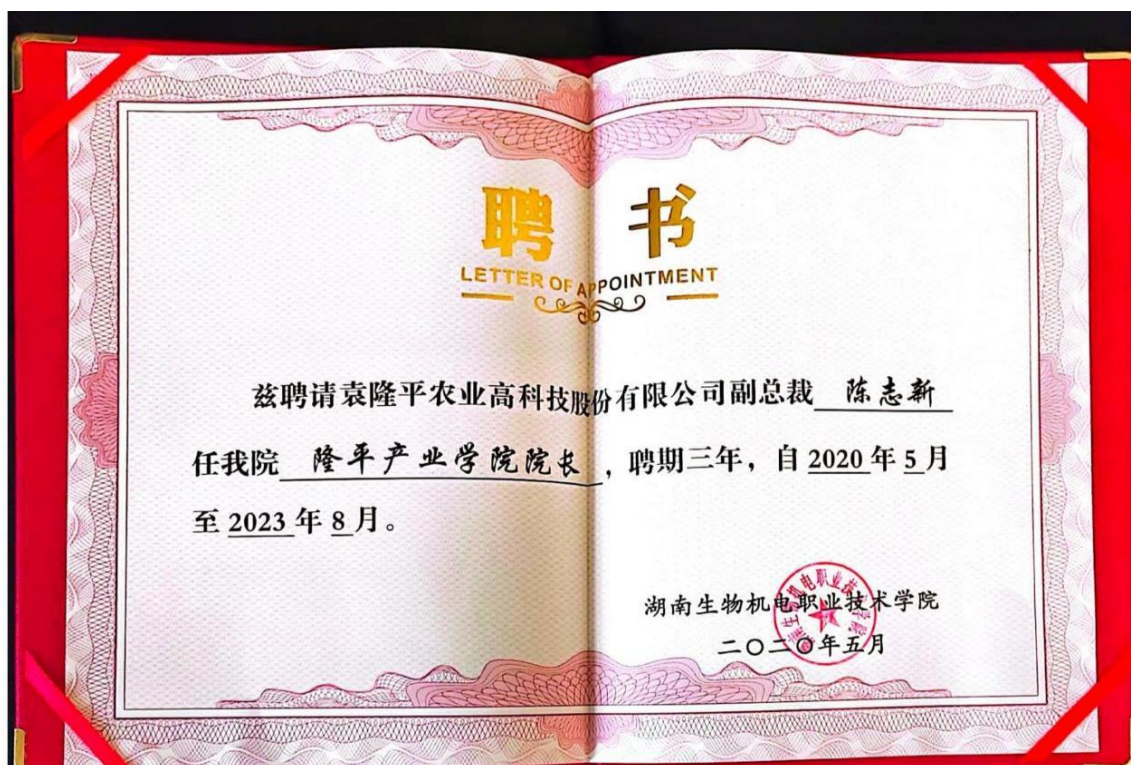 聘书
LETTER OF APPOINTMENT
兹聘请袁隆平农业高科技股份有限公司副总裁 陈志新
任我院 隆平产业学院院长,聘期三年,自 2020 年 5 月
至 2023 年 8 月。
湖南生物机电职业技术学院
二〇二〇年五月